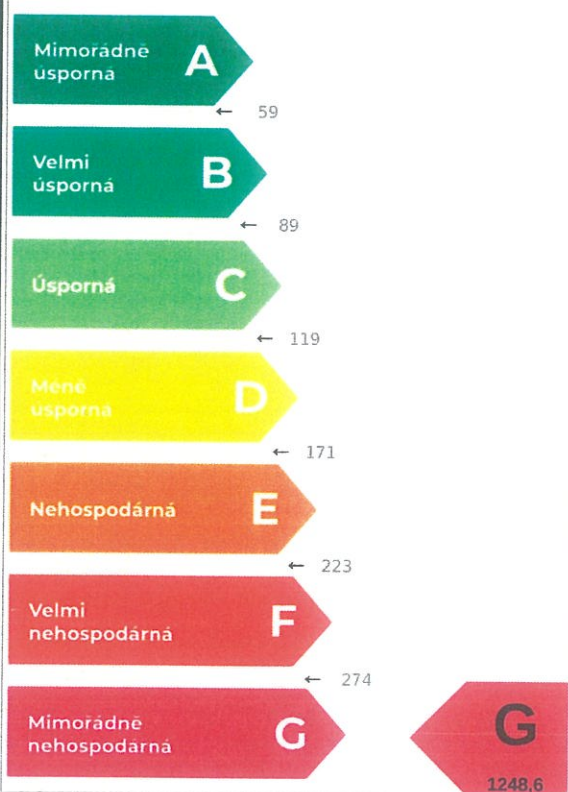 Mimorádně
úsporná
A
← 59
Velmi
úsporná
B
← 89
Úsporná
C
← 119
Méně
úsporná
D
← 171
Nehospodárná
E
← 223
Velmi
nehospodárná
F
← 274
Mimořádně
nehospodárná
G
G
1248,6